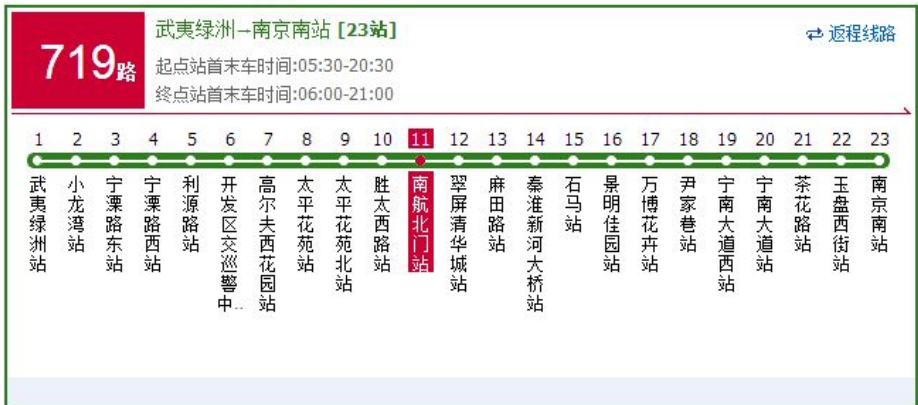 719路
武夷绿洲→南京南站 [23站]
返程线路
起点站首末车时间:05:30-20:30
终点站首末车时间:06:00-21:00
1 2 3 4 5 6 7 8 9 10 11 12 13 14 15 16 17 18 19 20 21 22 23
武夷绿洲站
小龙湾站
宁溧路东站
宁溧路西站
利源路站
开发区交巡警中..
高尔夫西花园站
太平花苑站
太平花苑北站
胜太西路站
南航北门站
翠屏清华城站
麻田路站
秦淮新河大桥站
石马站
景明佳园站
万博花卉站
尹家巷站
宁南大道西站
宁南大道站
茶花路站
玉盘西街站
南京南站